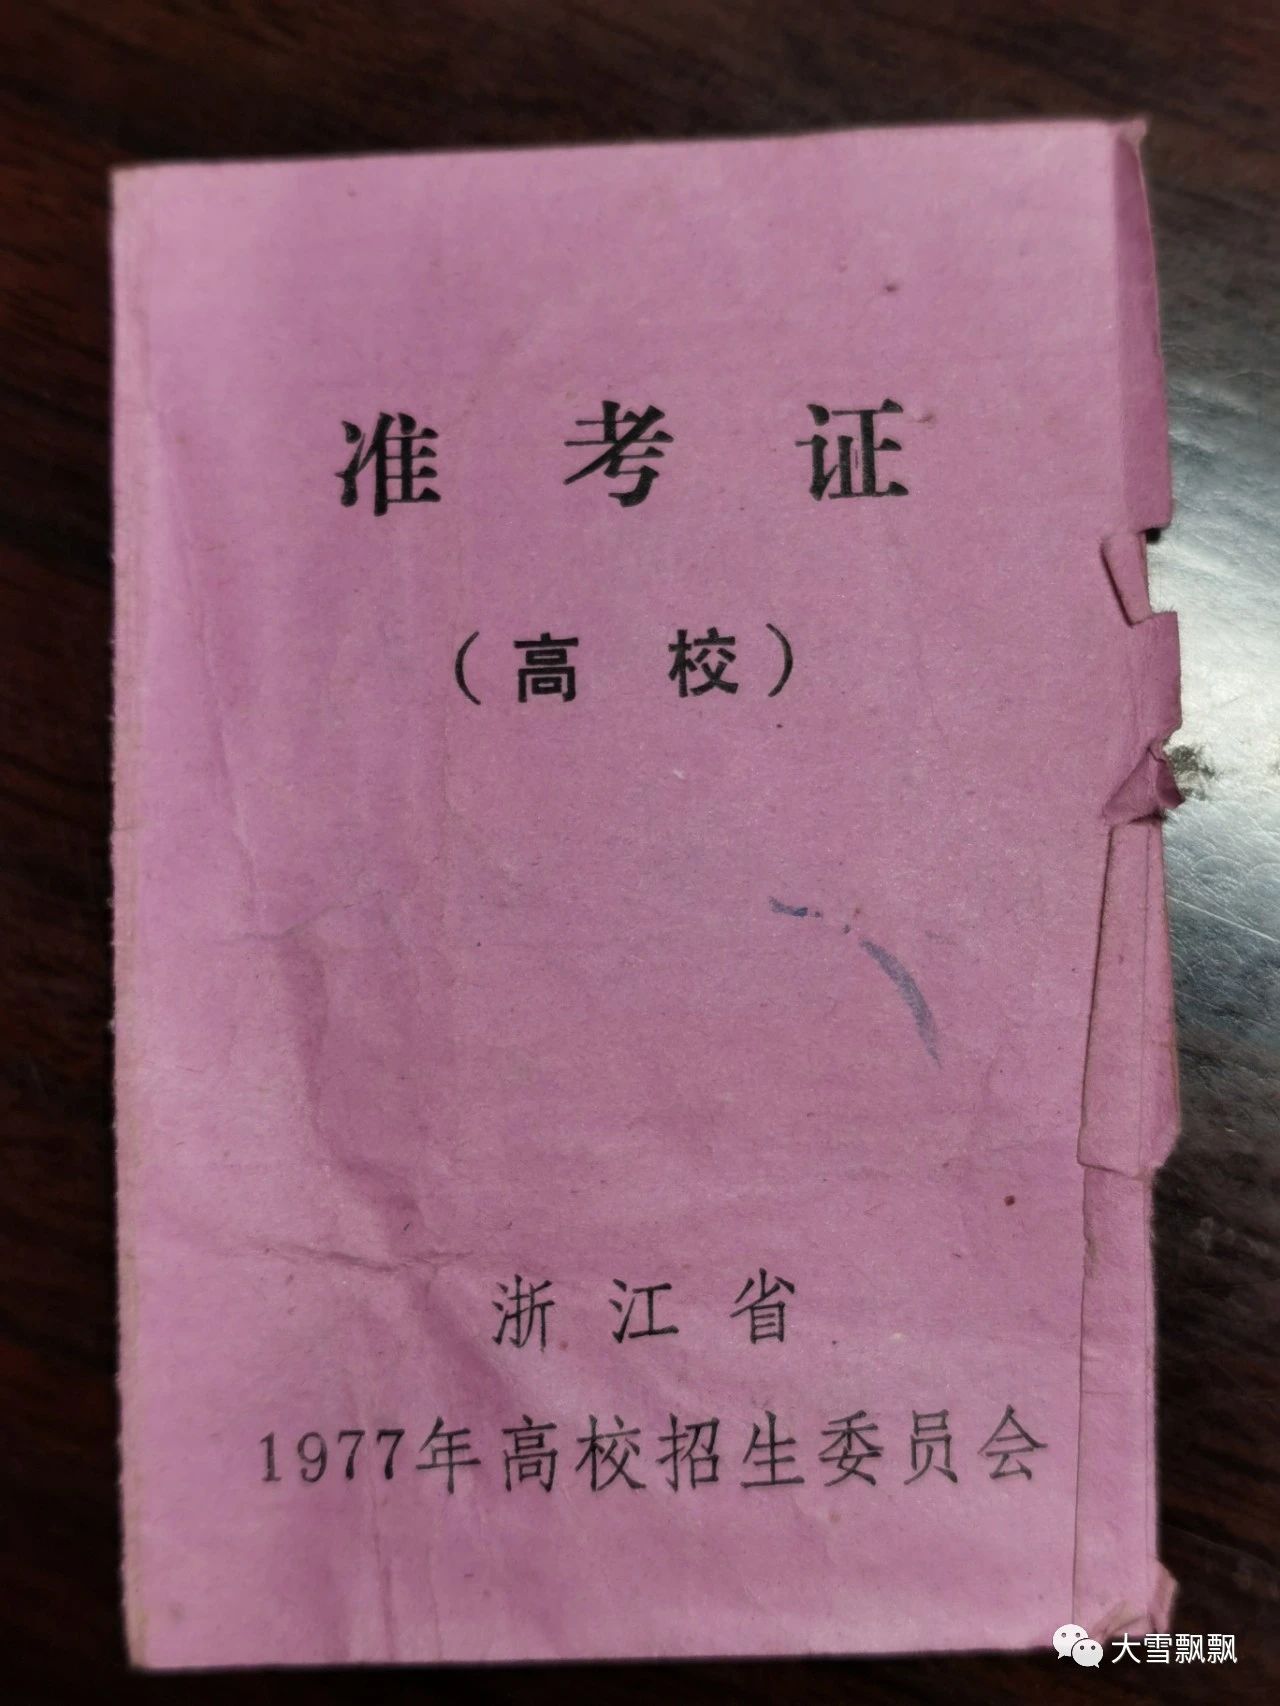 准考证
（高校）
浙江省
1977年高校招生委员会
大雪飘飘